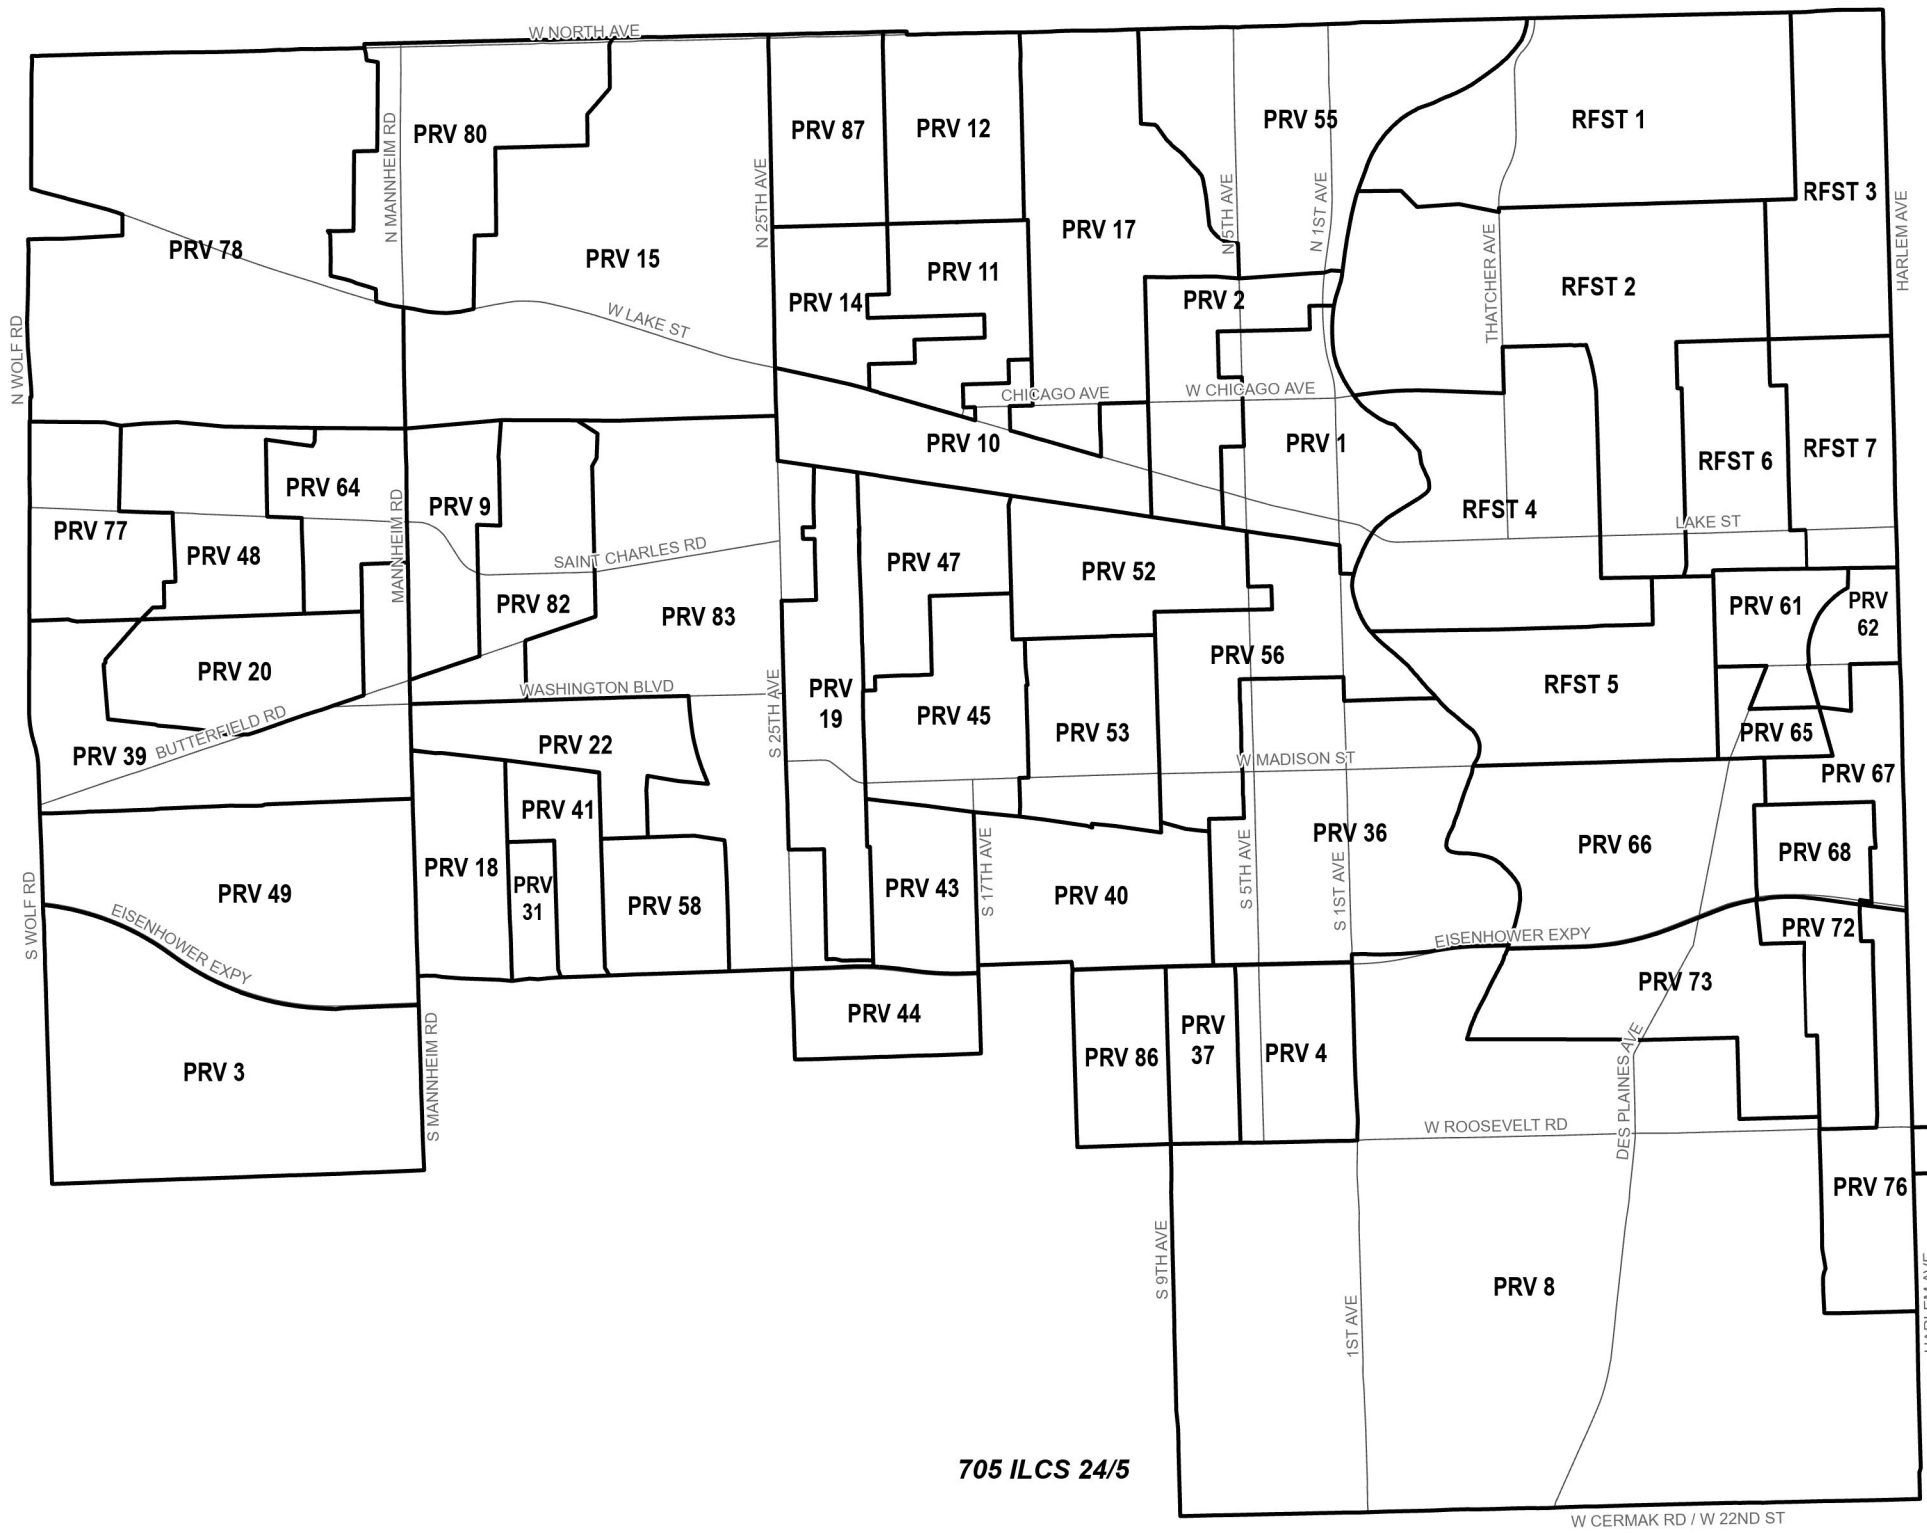 W NORTH AVE
PRV 80
PRV 87
PRV 12
PRV 55
RFST 1
N MANNHEIM RD
N 25TH AVE
N 5TH AVE
N 1ST AVE
RFST 3
HARLEM AVE
PRV 78
PRV 15
PRV 17
PRV 11
PRV 14
PRV 2
THATCHER AVE
RFST 2
W LAKE ST
N WOLF RD
CHICAGO AVE
W CHICAGO AVE
PRV 10
PRV 1
RFST 6
RFST 7
PRV 64
PRV 9
RFST 4
LAKE ST
PRV 77
PRV 48
MANNHEIM RD
SAINT CHARLES RD
PRV 47
PRV 52
PRV 82
PRV 83
PRV 61
PRV
62
PRV 20
PRV 56
RFST 5
WASHINGTON BLVD
PRV
19
S 25TH AVE
PRV 45
PRV 53
PRV 65
PRV 39
BUTTERFIELD RD
PRV 22
W MADISON ST
PRV 67
PRV 41
PRV 36
PRV 66
PRV 68
PRV 18
PRV
31
PRV 43
S 17TH AVE
PRV 40
S 5TH AVE
S 1ST AVE
PRV 49
PRV 58
S WOLF RD
EISENHOWER EXPY
EISENHOWER EXPY
PRV 72
PRV 73
PRV 44
PRV
37
PRV 86
PRV 4
PRV 3
S MANNHEIM RD
DES PLAINES AVE
W ROOSEVELT RD
PRV 76
S 9TH AVE
1ST AVE
PRV 8
HARLEM AVE
705 ILCS 24/5
W CERMAK RD / W 22ND ST